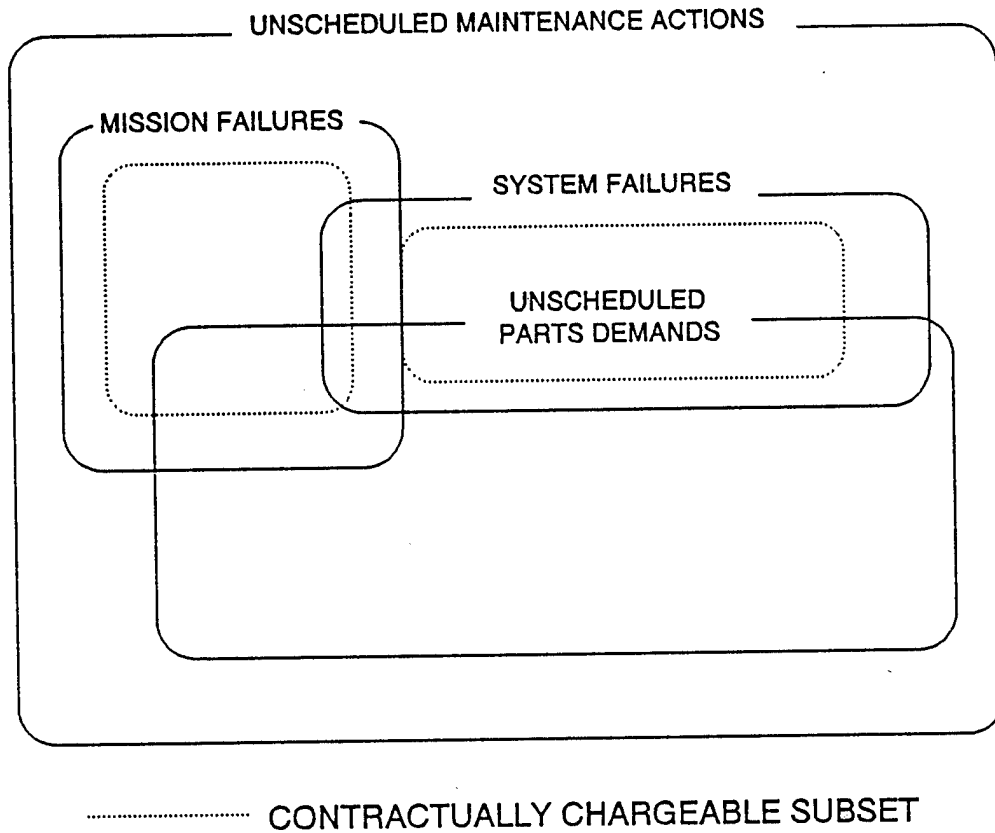 UNSCHEDULED MAINTENANCE ACTIONS
MISSION FAILURES
SYSTEM FAILURES
UNSCHEDULED
PARTS DEMANDS
CONTRACTUALLY CHARGEABLE SUBSET